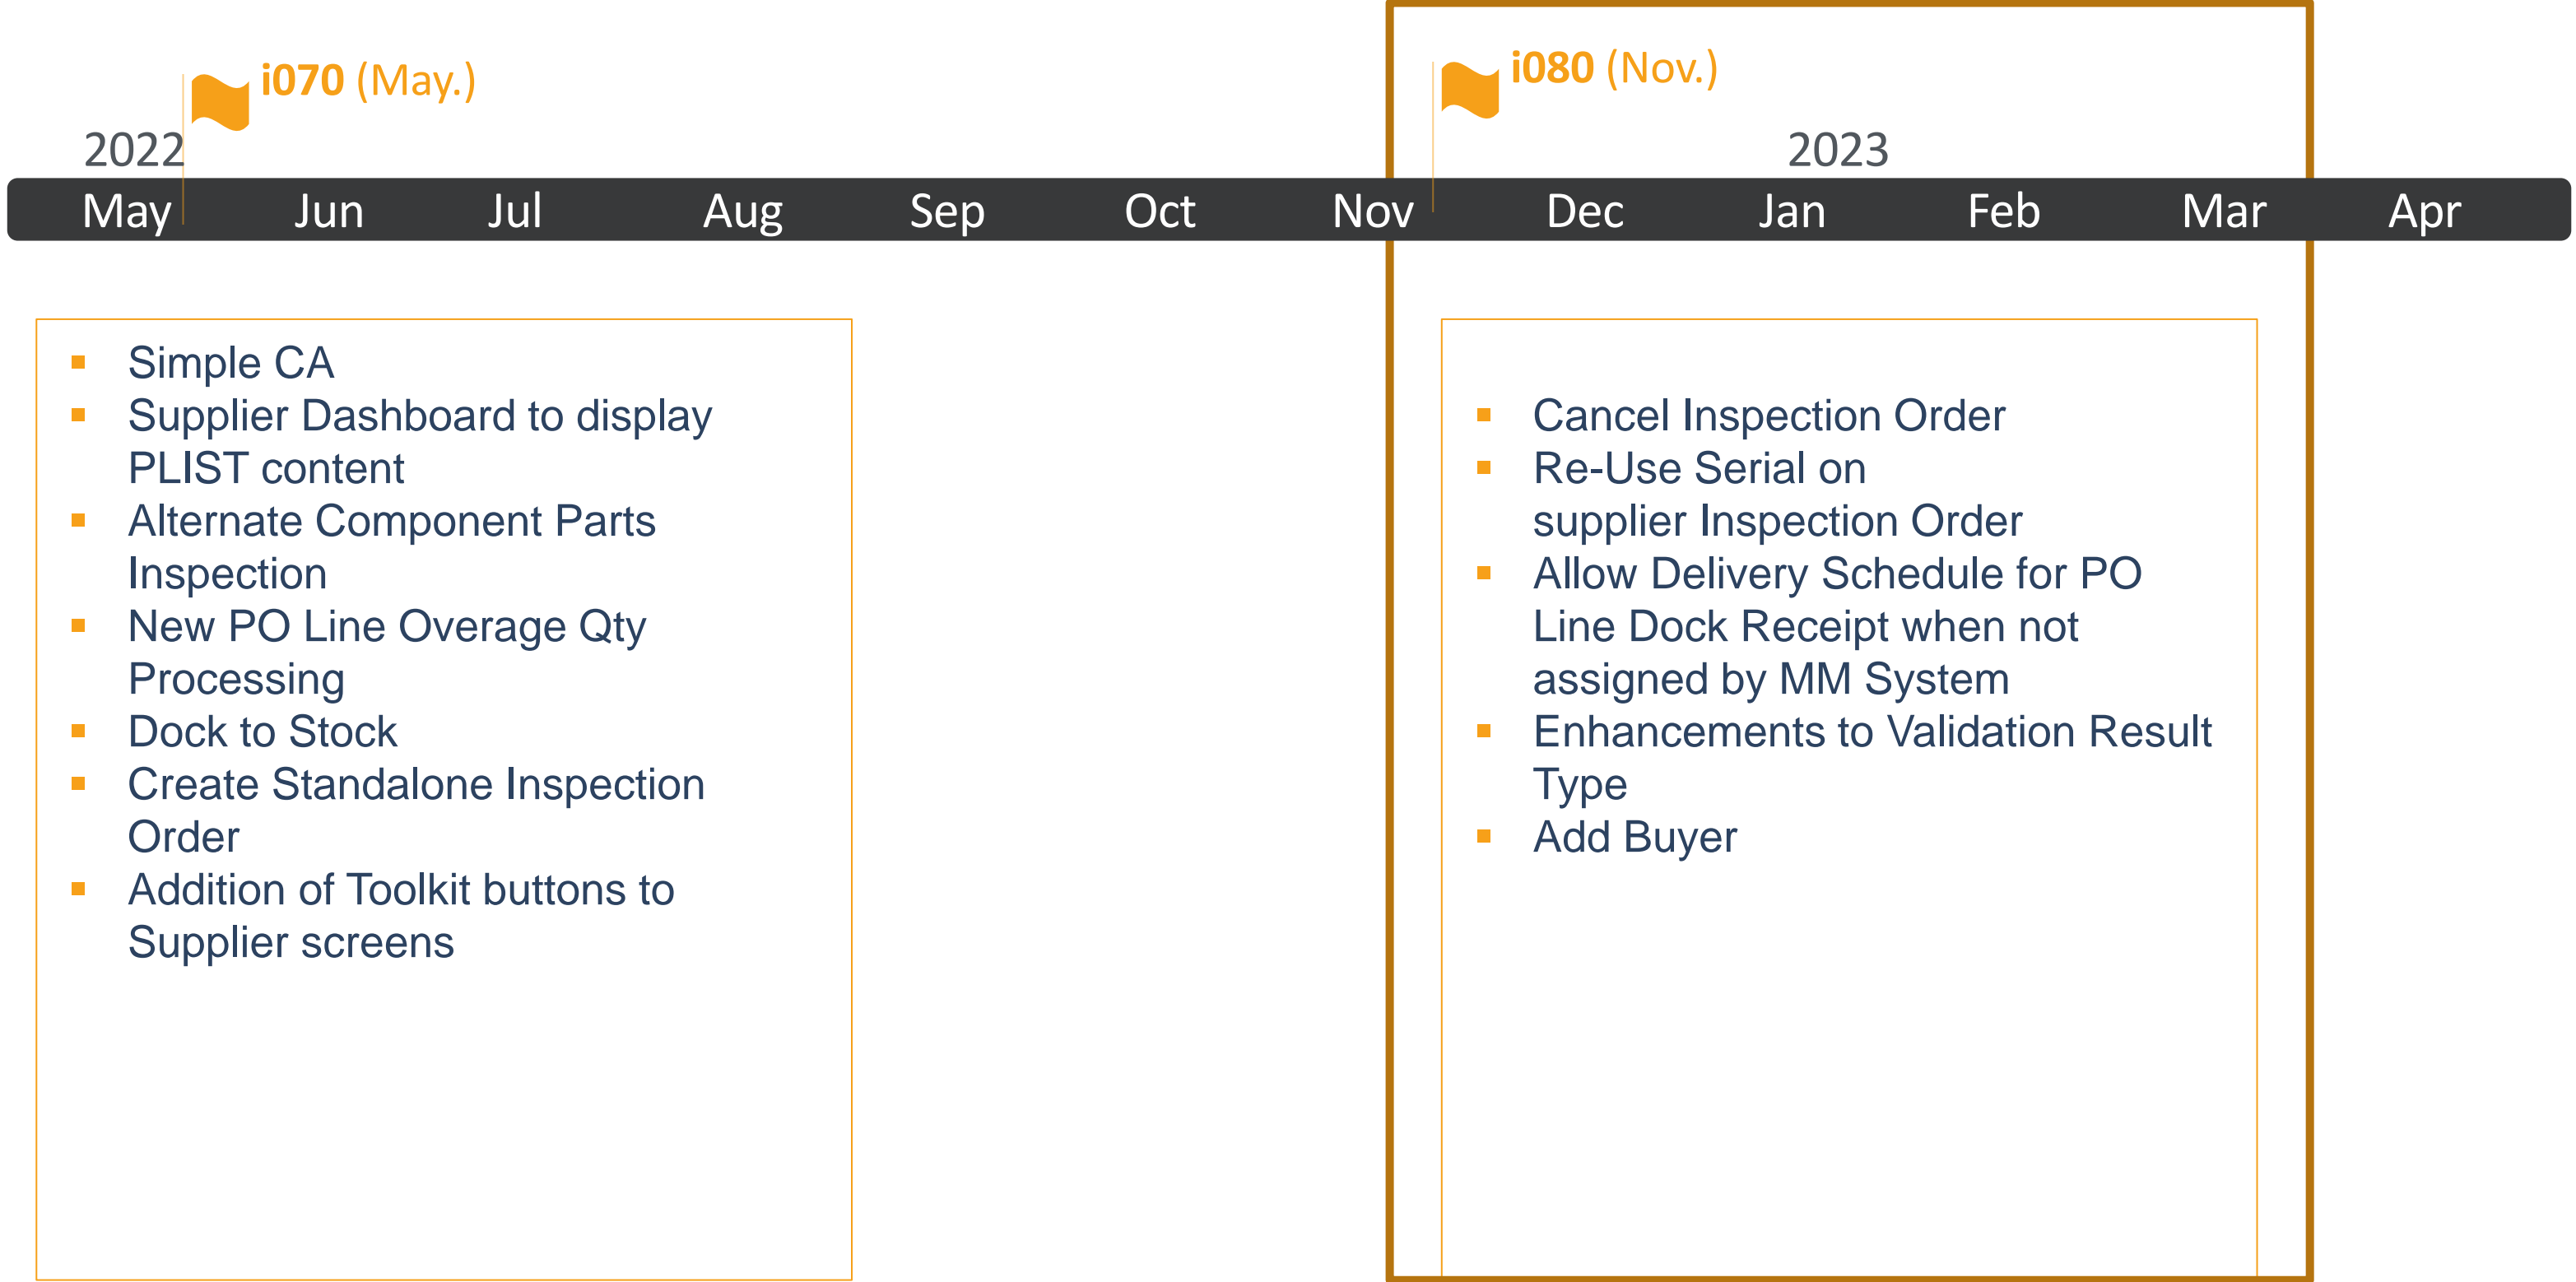 i070 (May.)
i080 (Nov.)
2022
2023
May Jun Jul Aug Sep Oct Nov Dec Jan Feb Mar Apr
▪ Simple CA
▪ Supplier Dashboard to display
PLIST content
▪ Alternate Component Parts
Inspection
▪ New PO Line Overage Qty
Processing
▪ Dock to Stock
▪ Create Standalone Inspection
Order
▪ Addition of Toolkit buttons to
Supplier screens
▪ Cancel Inspection Order
▪ Re-Use Serial on
supplier Inspection Order
▪ Allow Delivery Schedule for PO
Line Dock Receipt when not
assigned by MM System
▪ Enhancements to Validation Result
Type
▪ Add Buyer